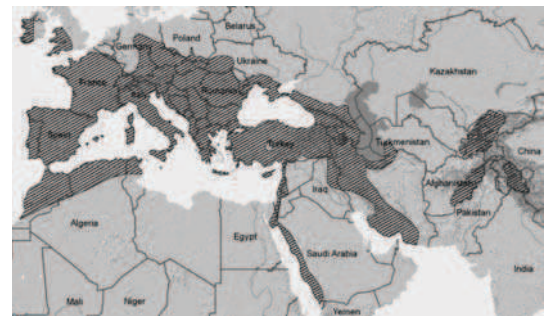 Belarus
Poland
Germany
Ukraine
France
Kazakhstan
Romania
Spain
Turkey
Turkmenistan
China
Iraq
Afghanistan
Pakistan
Algeria
Egypt
Saudi Arabia
India
Mali
Niger
Yemen